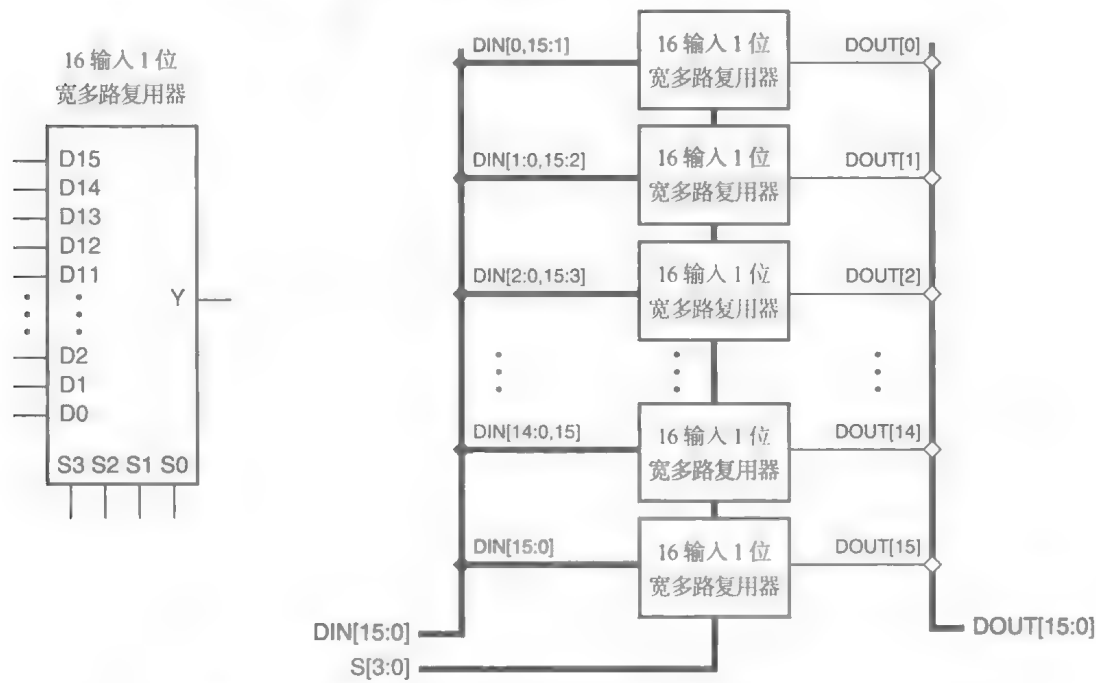 16 输入 1 位
宽多路复用器
D15
D14
D13
D12
D11
D2
D1
D0
Y
S3 S2 S1 S0
DIN[0,15:1]
16 输入 1 位
宽多路复用器
DOUT[0]
DIN[1:0,15:2]
16 输入 1 位
宽多路复用器
DOUT[1]
DIN[2:0,15:3]
16 输入 1 位
宽多路复用器
DOUT[2]
DIN[14:0,15]
16 输入 1 位
宽多路复用器
DOUT[14]
DIN[15:0]
16 输入 1 位
宽多路复用器
DOUT[15]
DIN[15:0]
S[3:0]
DOUT[15:0]